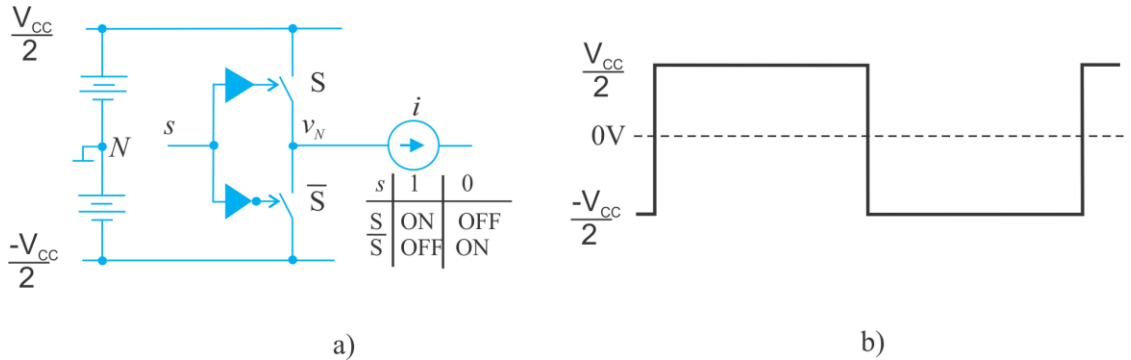 V_CC/2
S
i
s N v_N
s 1 0
S ON OFF
S̅ OFF ON
S̅
-V_CC/2
a)
V_CC/2
0V
-V_CC/2
b)